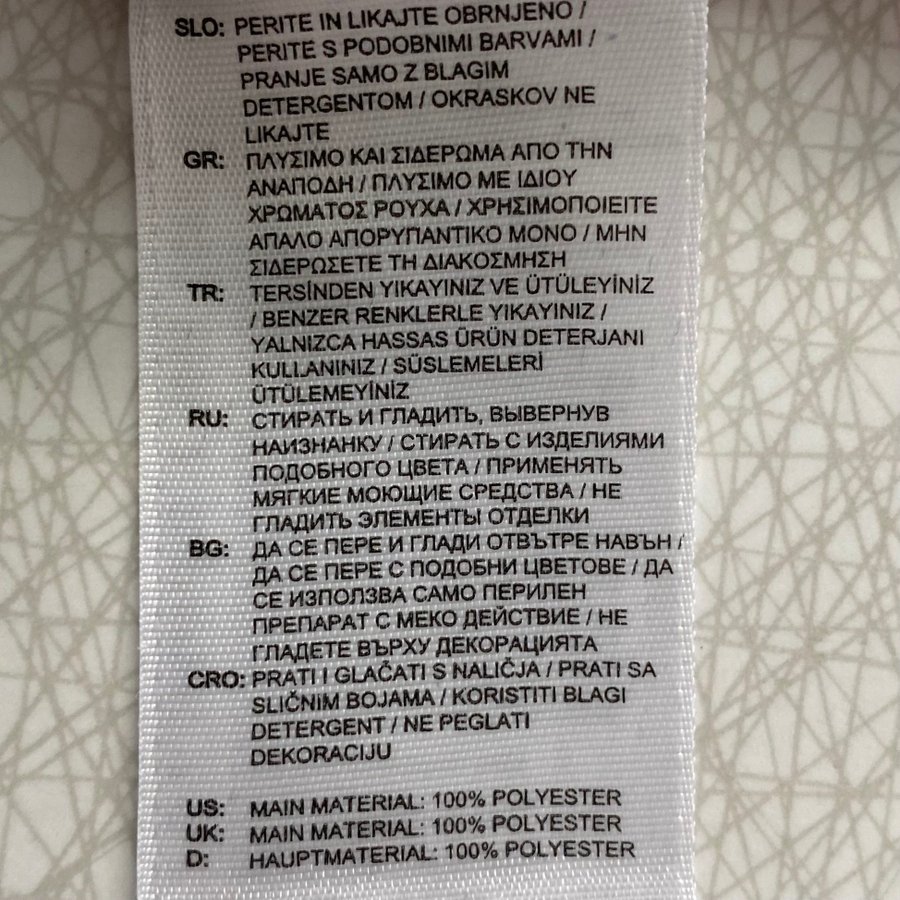 SLO: PERITE IN LIKAJTE OBRNJENO /
PERITE S PODOBNIMI BARVAMI /
PRANJE SAMO Z BLAGIM
DETERGENTOM / OKRASKOV NE
LIKAJTE
GR: ΠΛΥΣΙΜΟ ΚΑΙ ΣΙΔΕΡΩΜΑ ΑΠΟ ΤΗΝ
ΑΝΑΠΟΔΗ / ΠΛΥΣΙΜΟ ΜΕ ΙΔΙΟΥ
ΧΡΩΜΑΤΟΣ ΡΟΥΧΑ / ΧΡΗΣΙΜΟΠΟΙΕΙΤΕ
ΑΠΑΛΟ ΑΠΟΡΥΠΑΝΤΙΚΟ ΜΟΝΟ / ΜΗΝ
ΣΙΔΕΡΩΣΕΤΕ ΤΗ ΔΙΑΚΟΣΜΗΣΗ
TR: TERSİNDEN YIKAYINIZ VE ÜTÜLEYİNİZ
/ BENZER RENKLERLE YIKAYINIZ /
YALNIZCA HASSAS ÜRÜN DETERJANI
KULLANINIZ / SÜSLEMELERİ
ÜTÜLEMEYİNİZ
RU: СТИРАТЬ И ГЛАДИТЬ, ВЫВЕРНУВ
НАИЗНАНКУ / СТИРАТЬ С ИЗДЕЛИЯМИ
ПОДОБНОГО ЦВЕТА / ПРИМЕНЯТЬ
МЯГКИЕ МОЮЩИЕ СРЕДСТВА / НЕ
ГЛАДИТЬ ЭЛЕМЕНТЫ ОТДЕЛКИ
BG: ДА СЕ ПЕРЕ И ГЛАДИ ОТВЪТРЕ НАВЪН /
ДА СЕ ПЕРЕ С ПОДОБНИ ЦВЕТОВЕ / ДА
СЕ ИЗПОЛЗВА САМО ПЕРИЛЕН
ПРЕПАРАТ С МЕКО ДЕЙСТВИЕ / НЕ
ГЛАДЕТЕ ВЪРХУ ДЕКОРАЦИЯТА
CRO: PRATI I GLAČATI S NALIČJA / PRATI SA
SLIČNIM BOJAMA / KORISTITI BLAGI
DETERGENT / NE PEGLATI
DEKORACIJU
US: MAIN MATERIAL: 100% POLYESTER
UK: MAIN MATERIAL: 100% POLYESTER
D: HAUPTMATERIAL: 100% POLYESTER